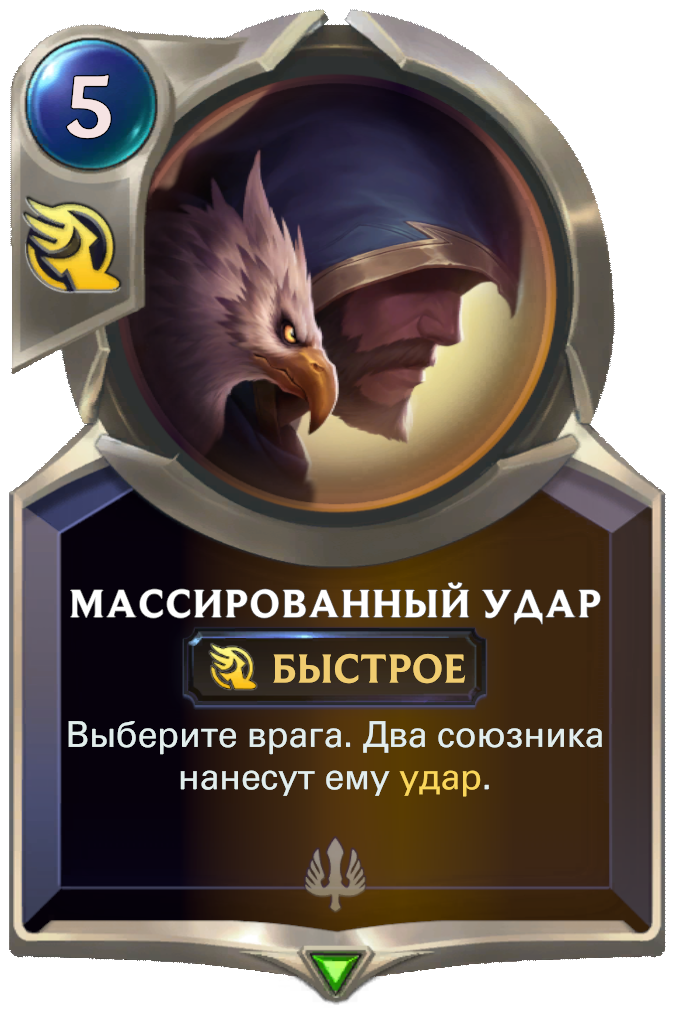 5
МАССИРОВАННЫЙ УДАР
БЫСТРОЕ
Выберите врага. Два союзника
нанесут ему удар.